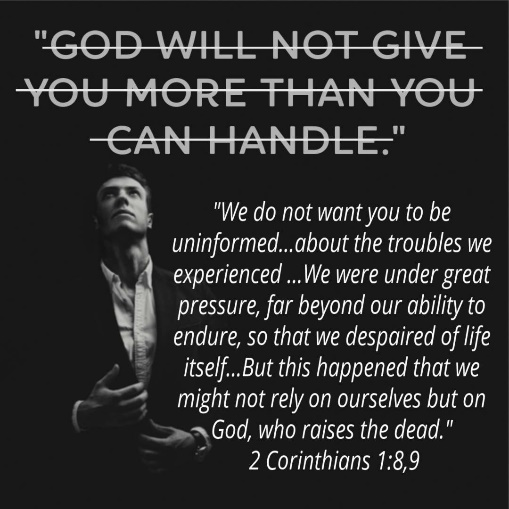 "GOD WILL NOT GIVE
YOU MORE THAN YOU
CAN HANDLE."
"We do not want you to be
uninformed...about the troubles we
experienced ...We were under great
pressure, far beyond our ability to
endure, so that we despaired of life
itself...But this happened that we
might not rely on ourselves but on
God, who raises the dead."
2 Corinthians 1:8,9